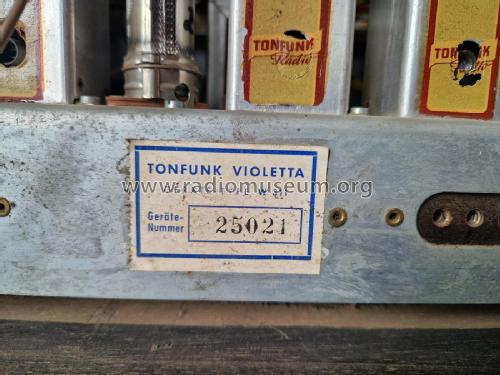 TONFUNK
Radio
TONFUNK
Radio
TONFUNK VIOLETTA
www.radiomuseum.org
Geräte-
Nummer 25021